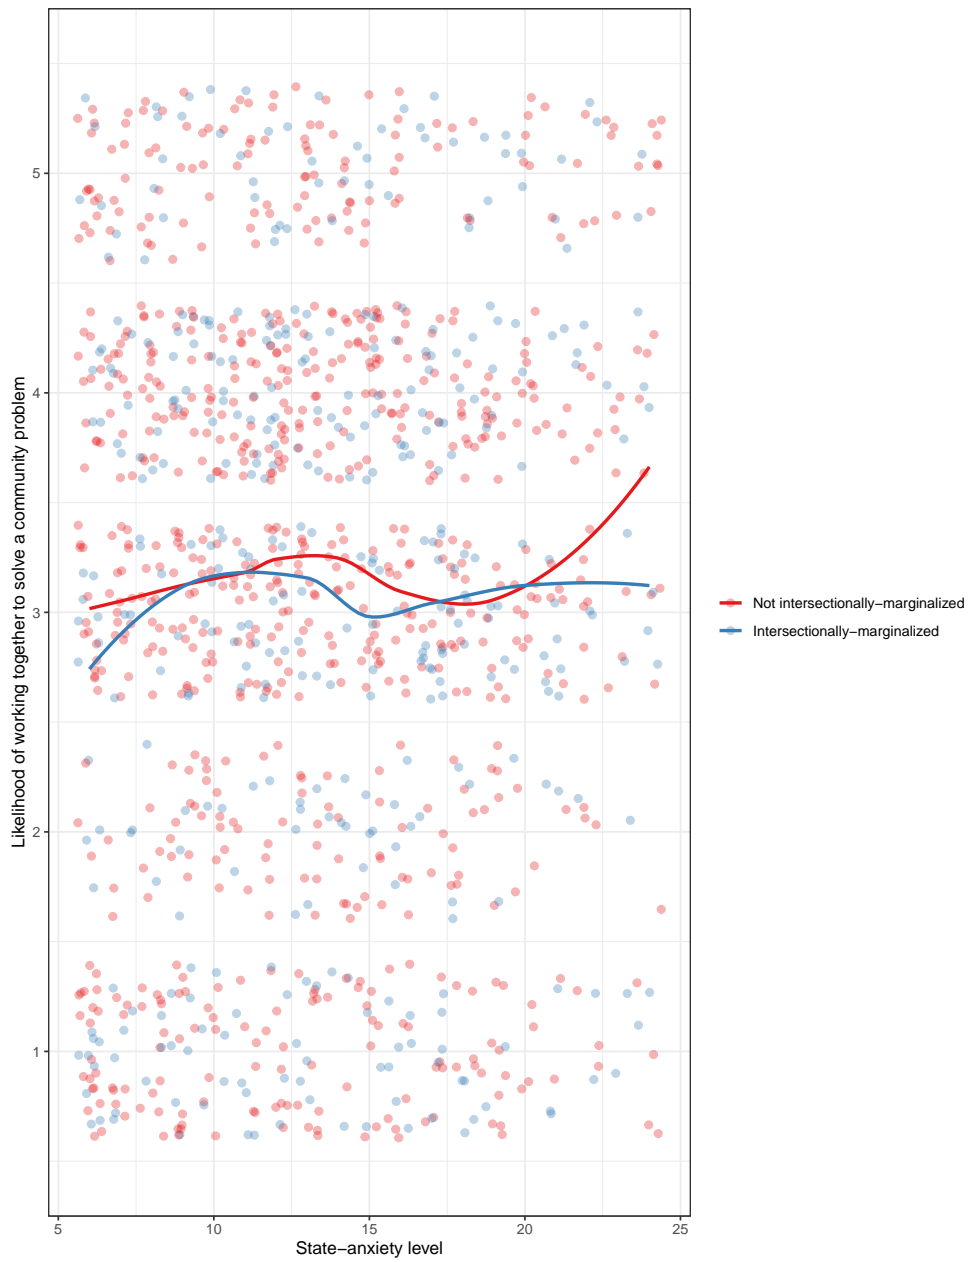 Likelihood of working together to solve a community problem
5
4
3
2
1
5
10
15
20
25
State−anxiety level
Not intersectionally−marginalized
Intersectionally−marginalized